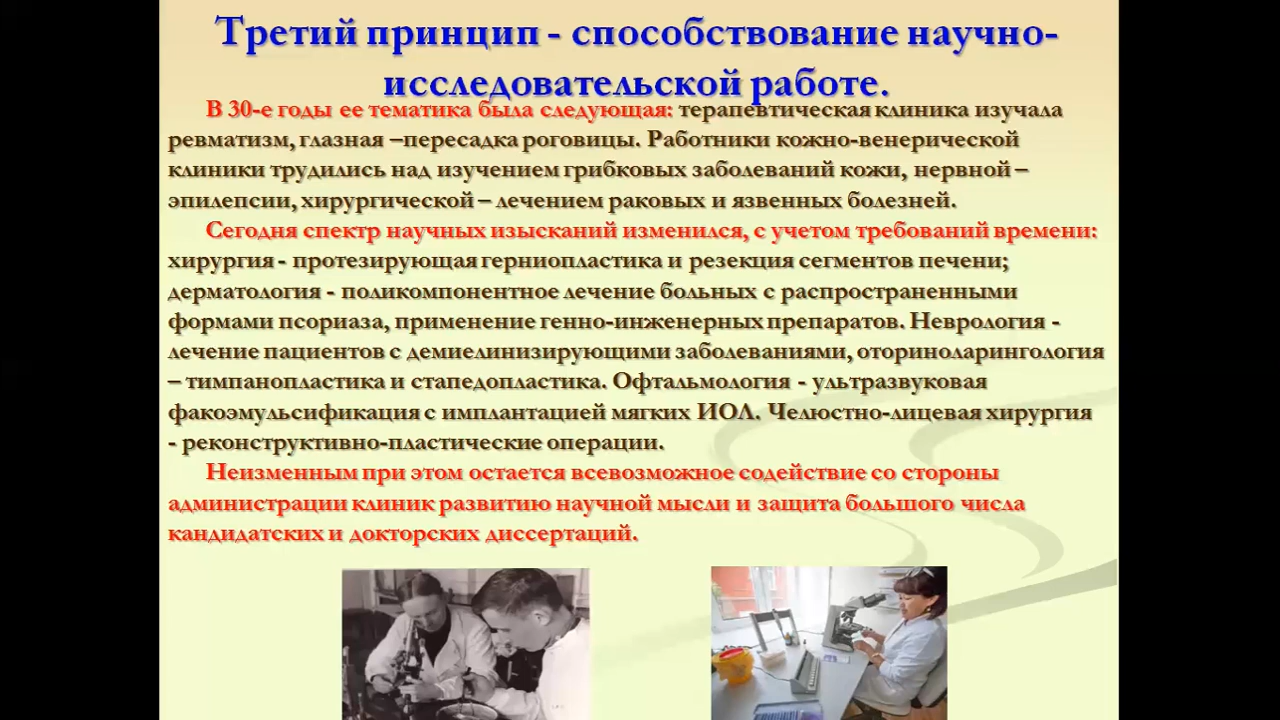 Третий принцип - способствование научно-
исследовательской работе.
В 30-е годы ее тематика была следующая: терапевтическая клиника изучала
ревматизм, глазная –пересадка роговицы. Работники кожно-венерической
клиники трудились над изучением грибковых заболеваний кожи, нервной –
эпилепсии, хирургической – лечением раковых и язвенных болезней.
Сегодня спектр научных изысканий изменился, с учетом требований времени:
хирургия - протезирующая герниопластика и резекция сегментов печени;
дерматология - поликомпонентное лечение больных с распространенными
формами псориаза, применение генно-инженерных препаратов. Неврология -
лечение пациентов с демиелинизирующими заболеваниями, оториноларингология
– тимпанопластика и стапедопластика. Офтальмология - ультразвуковая
факоэмульсификация с имплантацией мягких ИОЛ. Челюстно-лицевая хирургия
- реконструктивно-пластические операции.
Неизменным при этом остается всевозможное содействие со стороны
администрации клиник развитию научной мысли и защита большого числа
кандидатских и докторских диссертаций.